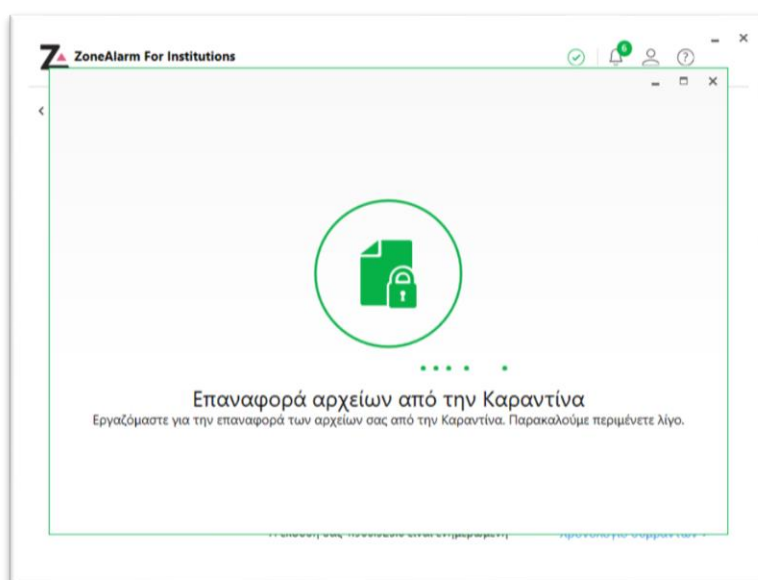 ZoneAlarm For Institutions
6
Επαναφορά αρχείων από την Καραντίνα
Εργαζόμαστε για την επαναφορά των αρχείων σας από την Καραντίνα. Παρακαλούμε περιμένετε λίγο.